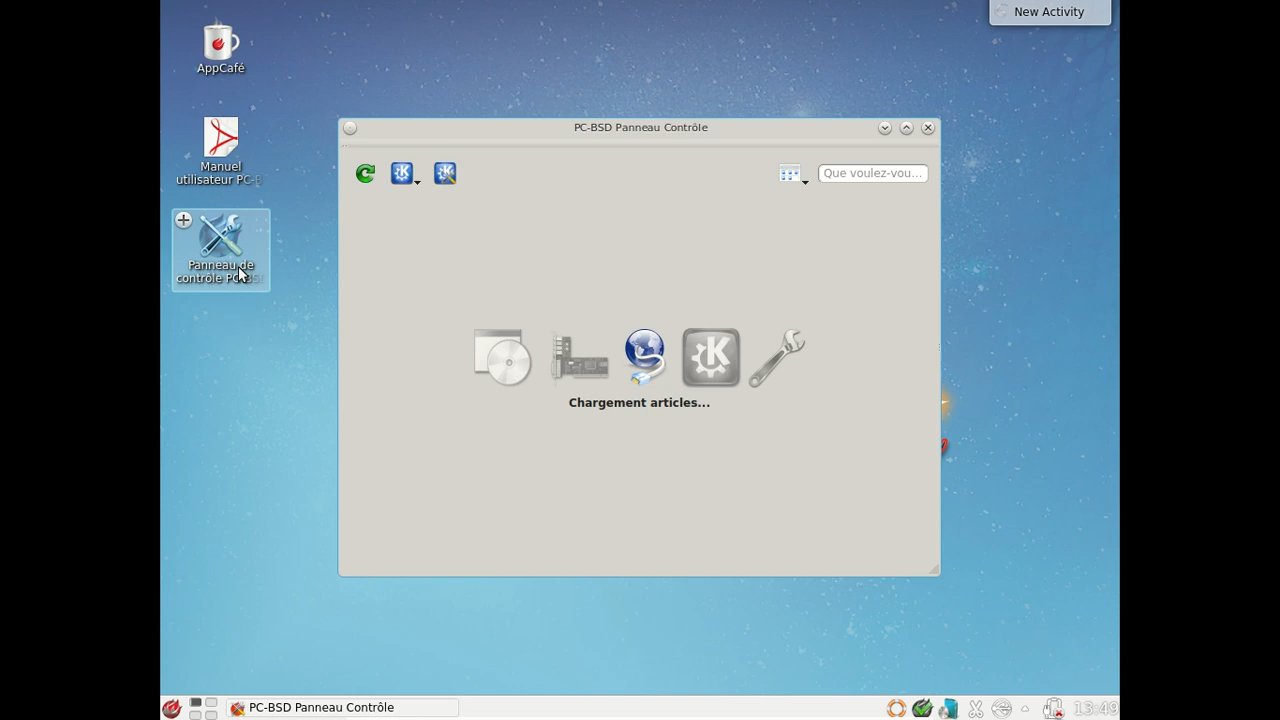 New Activity
AppCafé
Manuel
utilisateur PC-B
Panneau de
contrôle PC-BS
PC-BSD Panneau Contrôle
Que voulez-vou...
Chargement articles...
PC-BSD Panneau Contrôle
13:49